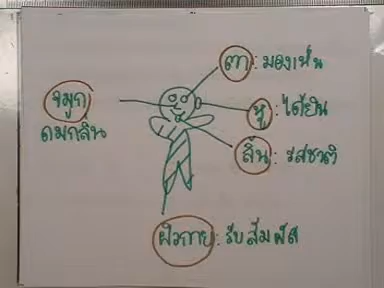 ตา : มองเห็น
จมูก
ดมกลิ่น
หู : ได้ยิน
ลิ้น : รสชาติ
ผิวกาย : รับสัมผัส